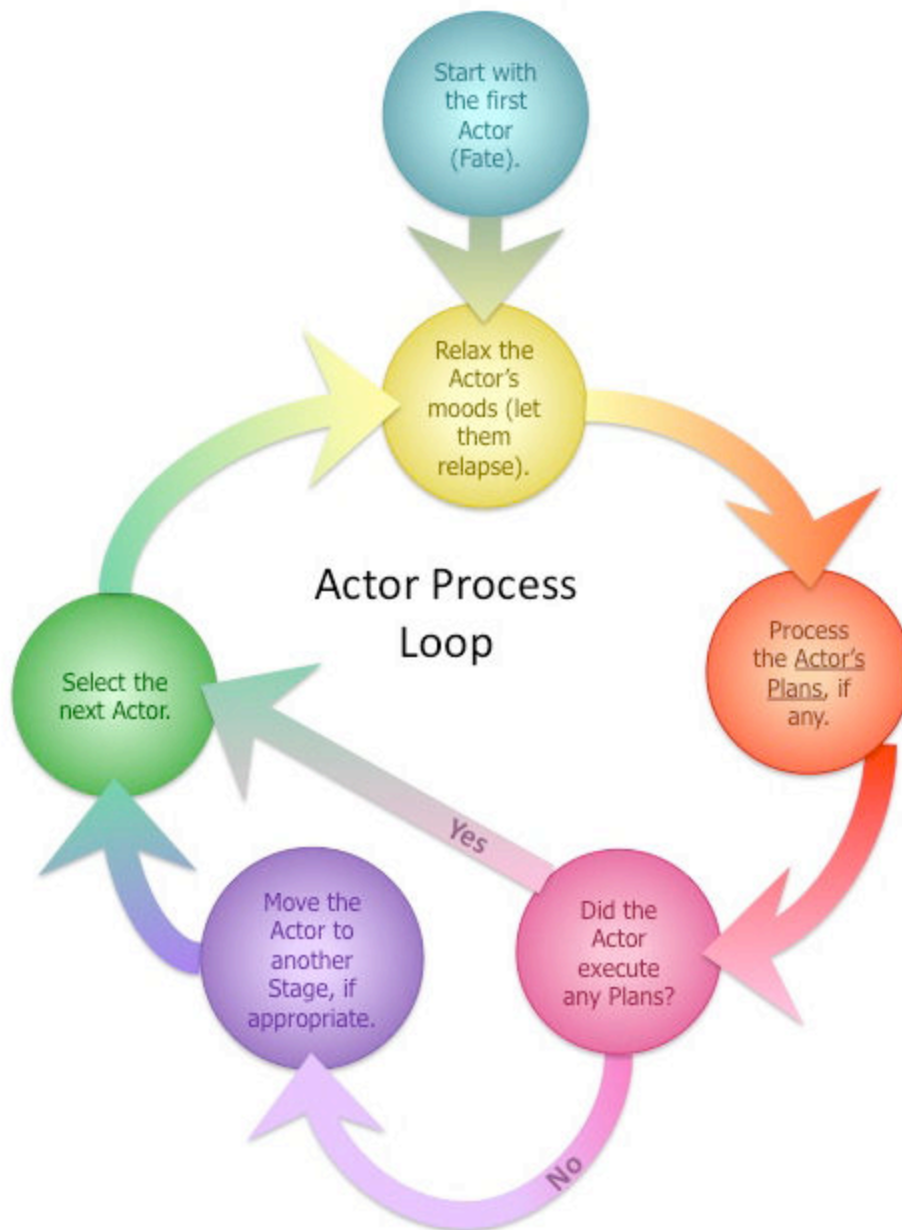 Start with
the first
Actor
(Fate).
Relax the
Actor’s
moods (let
them
relapse).
Actor Process
Loop
Process
the Actor’s
Plans, if
any.
Select the
next Actor.
Yes
Did the
Actor
execute
any Plans?
Move the
Actor to
another
Stage, if
appropriate.
No